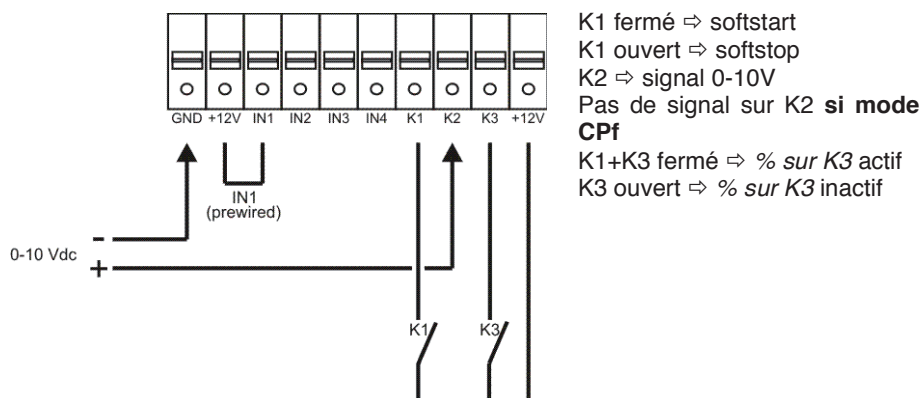 K1 fermé ⇨ softstart
K1 ouvert ⇨ softstop
K2 ⇨ signal 0-10V
Pas de signal sur K2 si mode
CPf
K1+K3 fermé ⇨ % sur K3 actif
K3 ouvert ⇨ % sur K3 inactif
GND +12V IN1 IN2 IN3 IN4 K1 K2 K3 +12V
IN1
(prewired)
0-10 Vdc
-
+
K1 K3